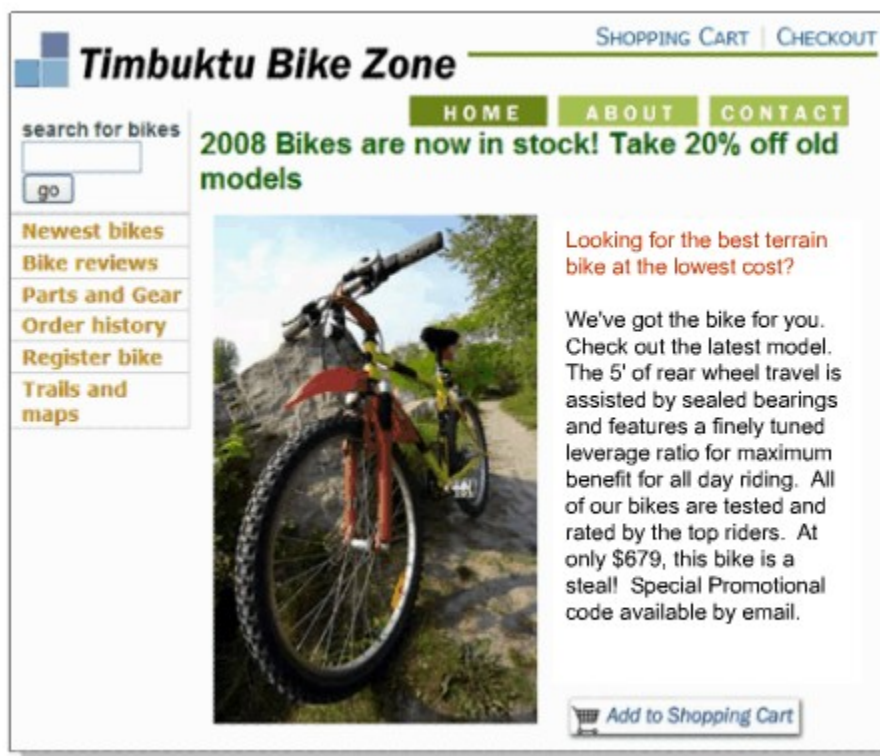 SHOPPING CART | CHECKOUT
Timbuktu Bike Zone
HOME ABOUT CONTACT
search for bikes
go
Newest bikes
Bike reviews
Parts and Gear
Order history
Register bike
Trails and
maps
2008 Bikes are now in stock! Take 20% off old
models
Looking for the best terrain
bike at the lowest cost?
We've got the bike for you.
Check out the latest model.
The 5' of rear wheel travel is
assisted by sealed bearings
and features a finely tuned
leverage ratio for maximum
benefit for all day riding.  All
of our bikes are tested and
rated by the top riders.  At
only $679, this bike is a
steal!  Special Promotional
code available by email.
Add to Shopping Cart